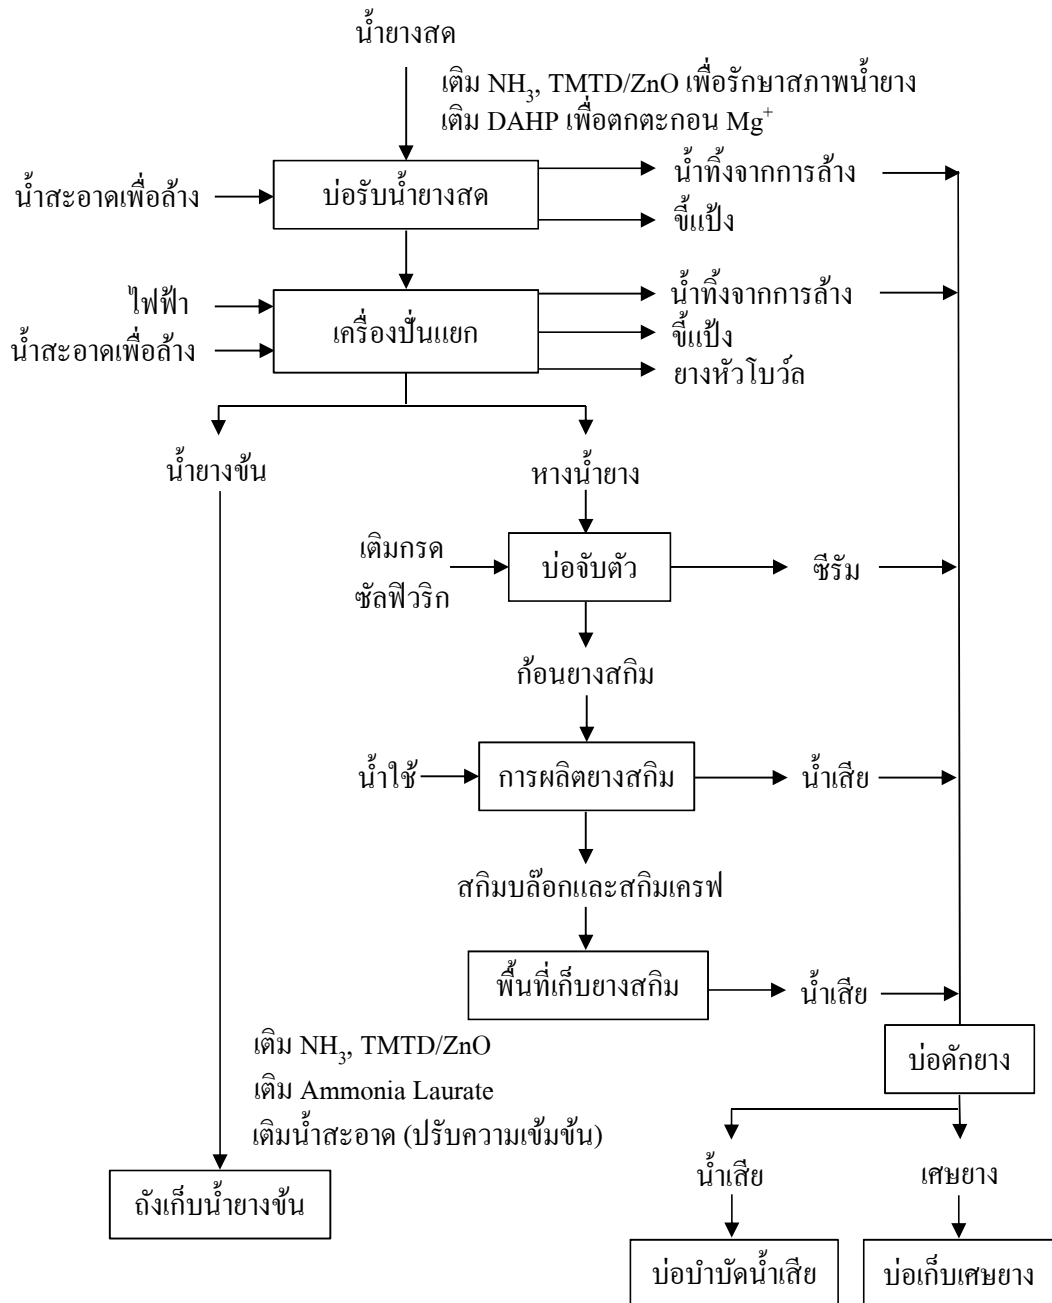 น้ำยางสด
เติม NH₃, TMTD/ZnO เพื่อรักษาสภาพน้ำยาง
เติม DAHP เพื่อตกตะกอน Mg⁺
น้ำสะอาดเพื่อล้าง
บ่อรับน้ำยางสด
น้ำทิ้งจากการล้าง
ขี้แป้ง
ไฟฟ้า
น้ำสะอาดเพื่อล้าง
เครื่องปั่นแยก
น้ำทิ้งจากการล้าง
ขี้แป้ง
ยางหัวโบว์ล
น้ำยางข้น
หางน้ำยาง
เติมกรด
ซัลฟิวริก
บ่อจับตัว
ซีรัม
ก้อนยางสกิม
น้ำใช้
การผลิตยางสกิม
น้ำเสีย
สกิมบล๊อกและสกิมเครฟ
พื้นที่เก็บยางสกิม
น้ำเสีย
เติม NH₃, TMTD/ZnO
เติม Ammonia Laurate
เติมน้ำสะอาด (ปรับความเข้มข้น)
บ่อดักยาง
น้ำเสีย
เศษยาง
ถังเก็บน้ำยางข้น
บ่อบำบัดน้ำเสีย
บ่อเก็บเศษยาง